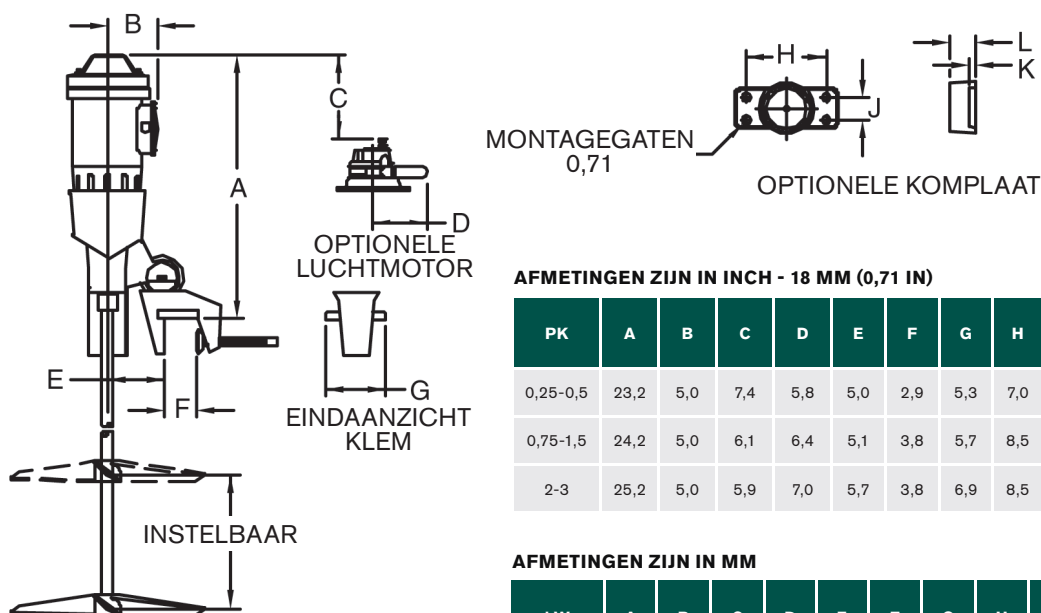 B
C
A
D
OPTIONELE
LUCHTMOTOR
E
F
G
EINDAANZICHT
KLEM
INSTELBAAR
H
J
L
K
MONTAGEGATEN
0,71
OPTIONELE KOMPLAAT
AFMETINGEN ZIJN IN INCH - 18 MM (0,71 IN)
PK A B C D E F G H
0,25-0,5 23,2 5,0 7,4 5,8 5,0 2,9 5,3 7,0
0,75-1,5 24,2 5,0 6,1 6,4 5,1 3,8 5,7 8,5
2-3 25,2 5,0 5,9 7,0 5,7 3,8 6,9 8,5
AFMETINGEN ZIJN IN MM